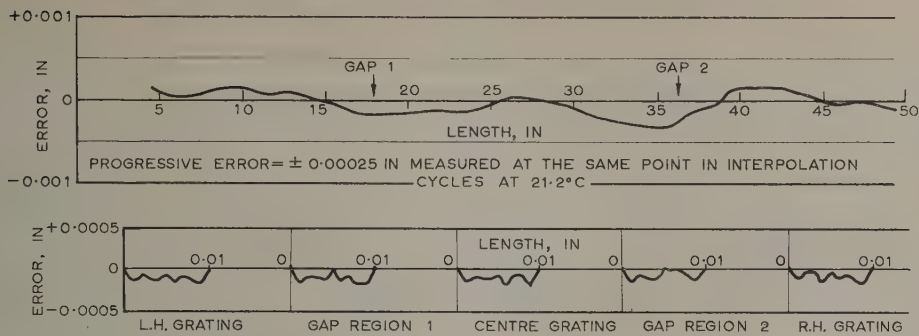 +0·001
GAP 1
GAP 2
ERROR, IN
0
5
10
15
20
25
30
35
40
45
50
LENGTH, IN
PROGRESSIVE ERROR= ± 0·00025 IN MEASURED AT THE SAME POINT IN INTERPOLATION
CYCLES AT 21·2°C
−0·001
+0·0005
LENGTH, IN
ERROR, IN
0
0·01
0
0·01
0
0·01
0
0·01
0
0·01
−0·0005
L.H. GRATING
GAP REGION 1
CENTRE GRATING
GAP REGION 2
R.H. GRATING